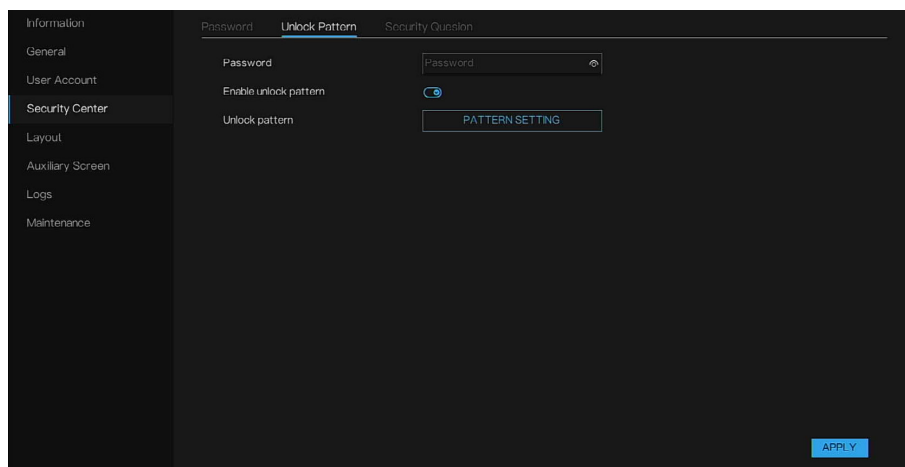 Information
General
User Account
Security Center
Layout
Auxiliary Screen
Logs
Maintenance
Password Unlock Pattern Security Quesion
Password Password
Enable unlock pattern
Unlock pattern PATTERN SETTING
APPLY